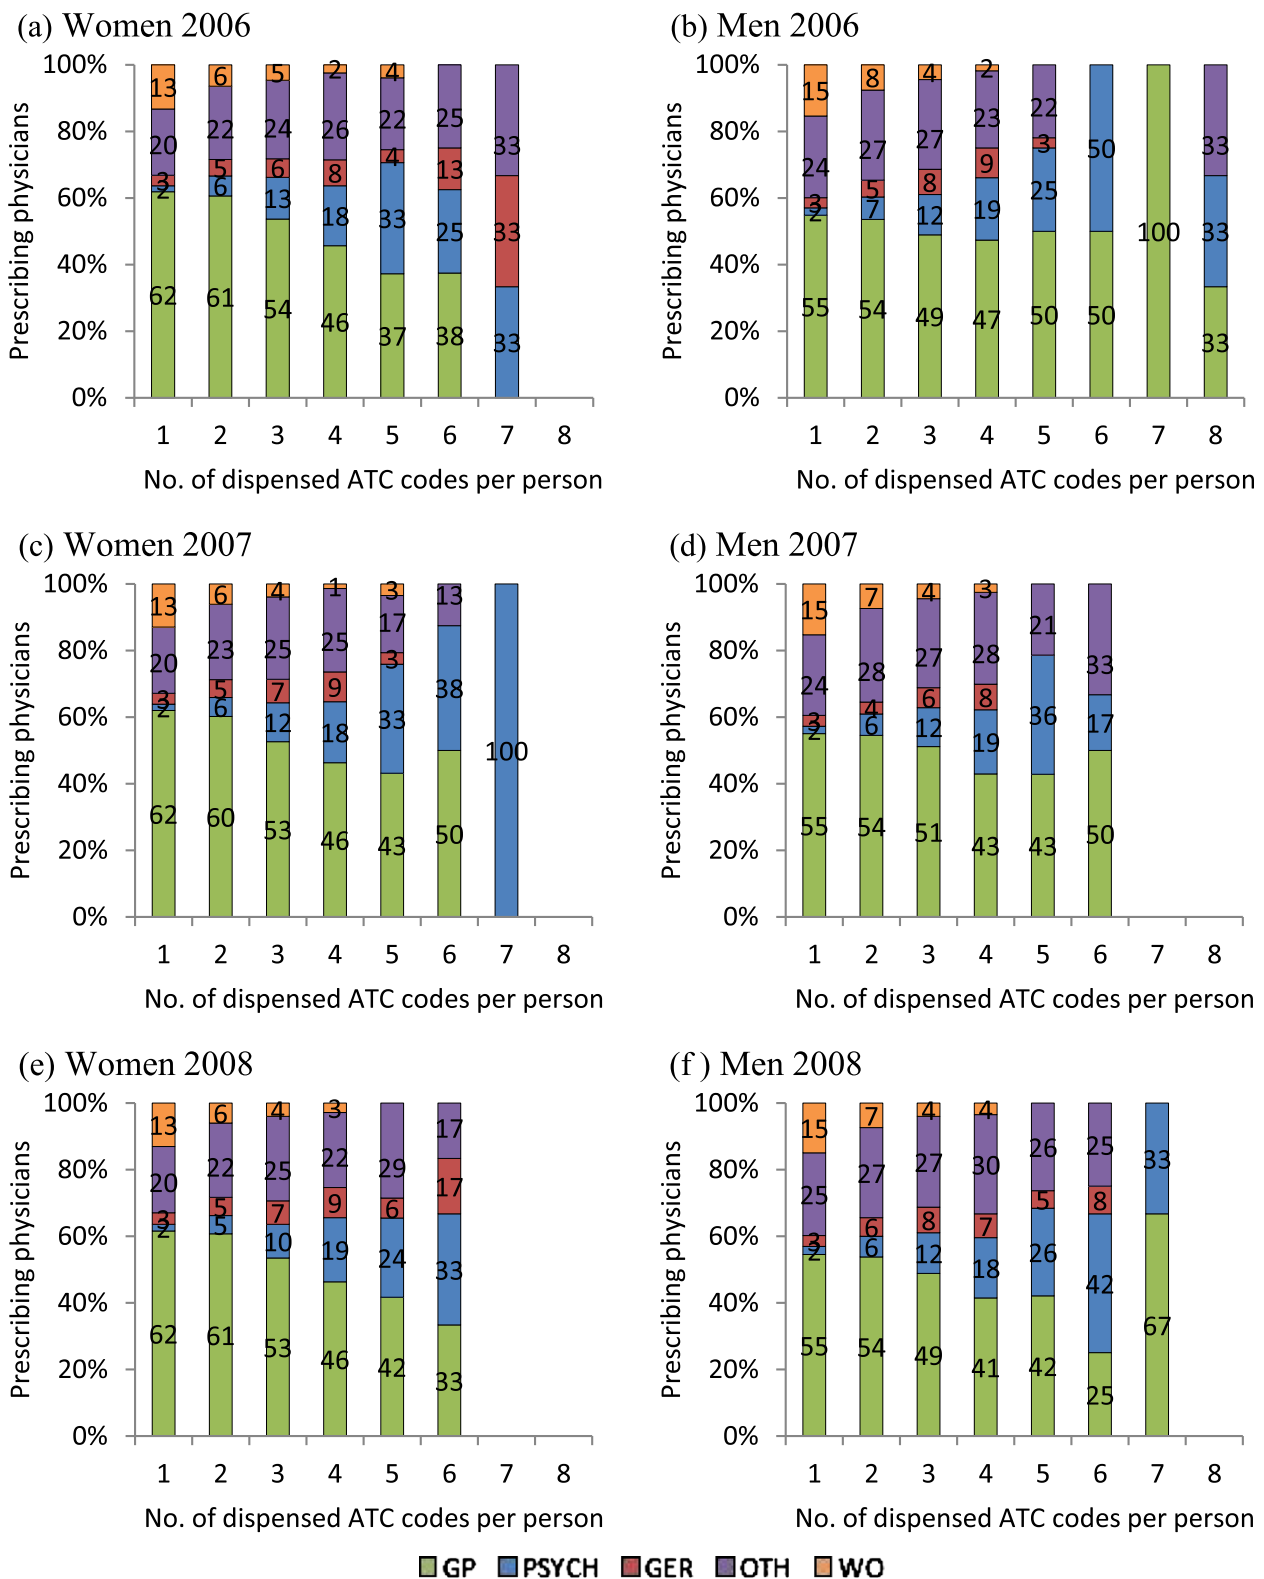 (a) Women 2006
(b) Men 2006
Prescribing physicians
100%
80%
60%
40%
20%
0%
13 6 5 2 4
20 22 24 26 22 25 33
3 5 6 8 4 13 33
2 6 13 18 33 25 33
62 61 54 46 37 38
1 2 3 4 5 6 7 8
No. of dispensed ATC codes per person
Prescribing physicians
100%
80%
60%
40%
20%
0%
15 8 4 2
24 27 27 23 22 33
3 5 8 9 3
2 7 12 19 25 50 33
55 54 49 47 50 50 100 33
1 2 3 4 5 6 7 8
No. of dispensed ATC codes per person
(c) Women 2007
(d) Men 2007
Prescribing physicians
100%
80%
60%
40%
20%
0%
13 6 4 1 3
20 23 25 25 17 13
3 5 7 9 3
2 6 12 18 33 38 100
62 60 53 46 43 50
1 2 3 4 5 6 7 8
No. of dispensed ATC codes per person
Prescribing physicians
100%
80%
60%
40%
20%
0%
15 7 4 3
24 28 27 28 21 33
3 4 6 8
2 6 12 19 36 17
55 54 51 43 43 50
1 2 3 4 5 6 7 8
No. of dispensed ATC codes per person
(e) Women 2008
(f ) Men 2008
Prescribing physicians
100%
80%
60%
40%
20%
0%
13 6 4 3
20 22 25 22 29 17
3 5 7 9 6 17
2 5 10 19 24 33
62 61 53 46 42 33
1 2 3 4 5 6 7 8
No. of dispensed ATC codes per person
Prescribing physicians
100%
80%
60%
40%
20%
0%
15 7 4 4
25 27 27 30 26 25
3 6 8 7 5 8
2 6 12 18 26 42 33
55 54 49 41 42 25 67
1 2 3 4 5 6 7 8
No. of dispensed ATC codes per person
GP PSYCH GER OTH WO